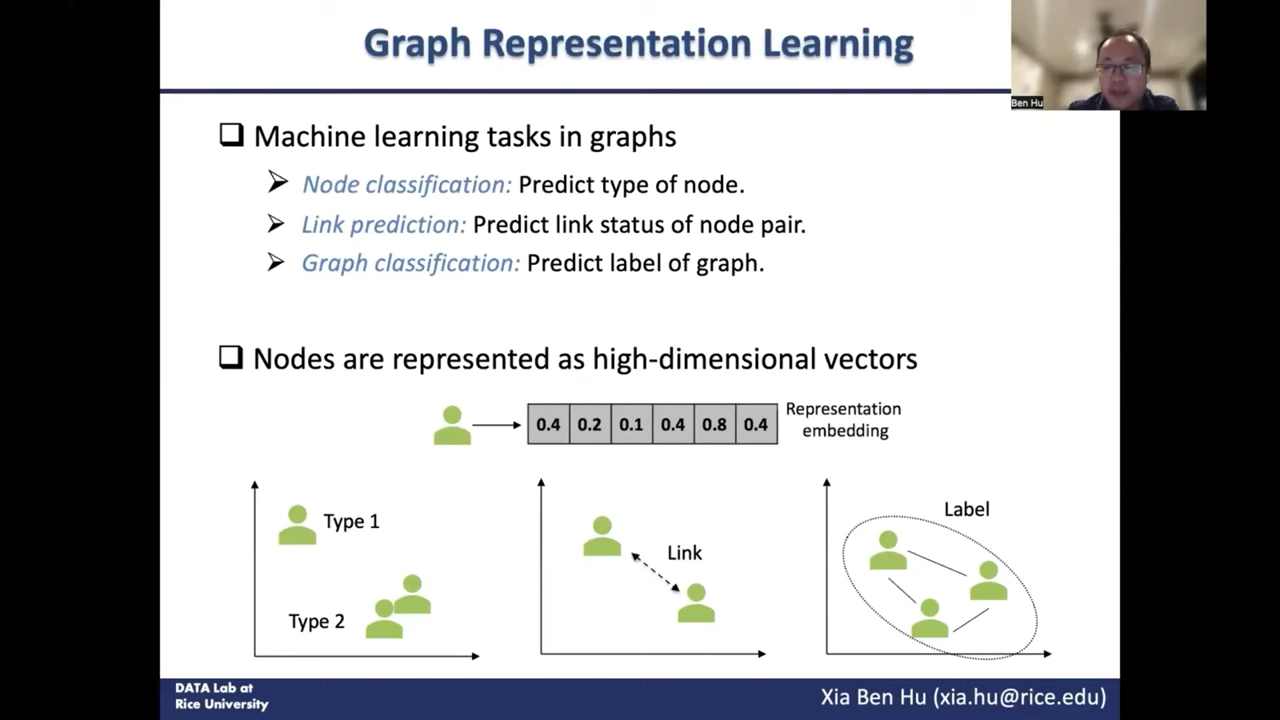 Graph Representation Learning
Ben Hu
Machine learning tasks in graphs
Node classification: Predict type of node.
Link prediction: Predict link status of node pair.
Graph classification: Predict label of graph.
Nodes are represented as high-dimensional vectors
0.4 0.2 0.1 0.4 0.8 0.4
Representation
embedding
Type 1
Type 2
Link
Label
DATA Lab at
Rice University
Xia Ben Hu (xia.hu@rice.edu)